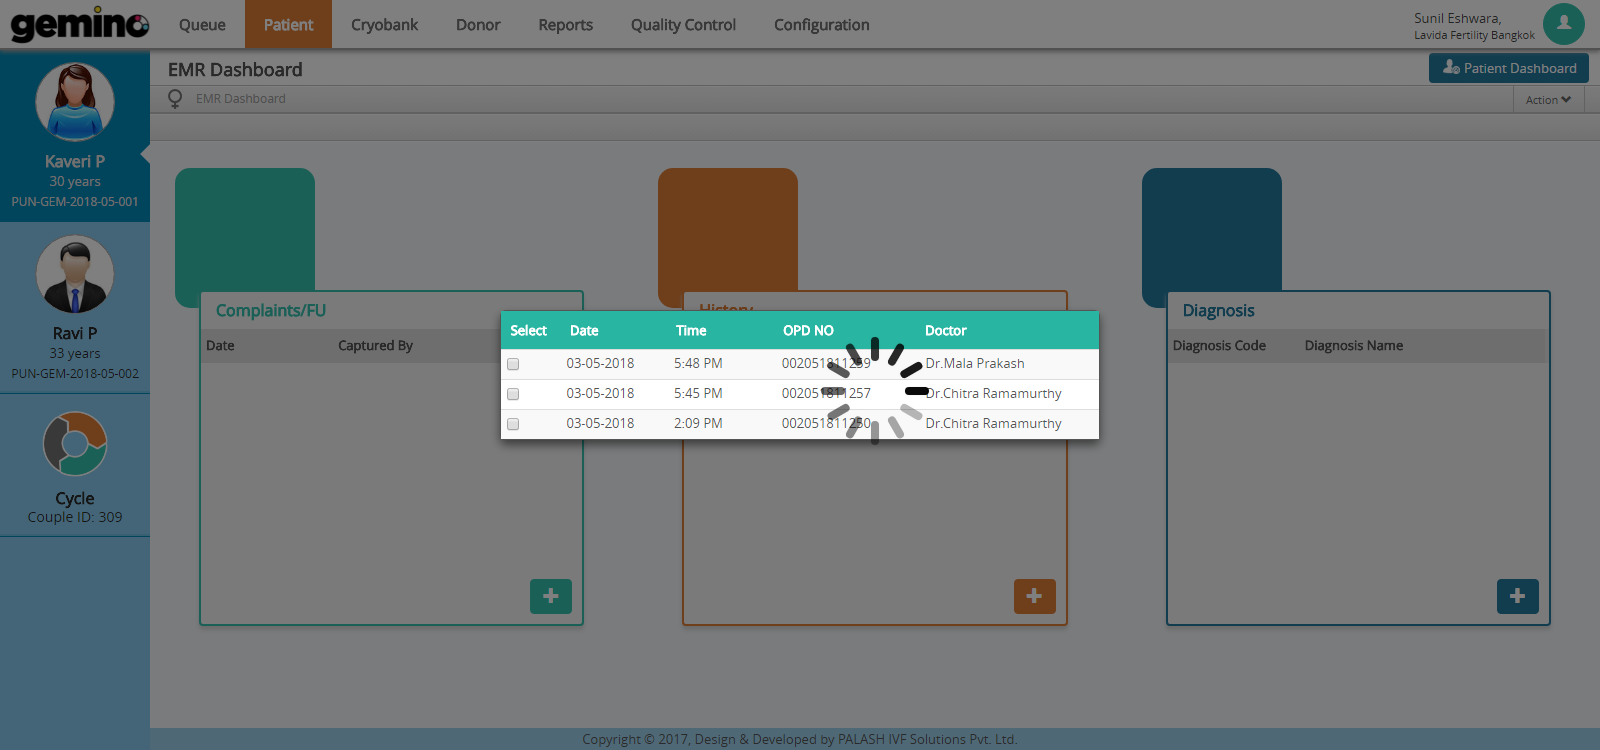 gemino
Queue Patient Cryobank Donor Reports Quality Control Configuration
Sunil Eshwara,
Lavida Fertility Bangkok
EMR Dashboard
Patient Dashboard
EMR Dashboard
Action
Kaveri P
30 years
PUN-GEM-2018-05-001
Ravi P
33 years
PUN-GEM-2018-05-002
Cycle
Couple ID: 309
Complaints/FU
Date Captured By
History
Diagnosis
Diagnosis Code Diagnosis Name
Select Date Time OPD NO Doctor
03-05-2018 5:48 PM 002051811259 Dr.Mala Prakash
03-05-2018 5:45 PM 002051811257 Dr.Chitra Ramamurthy
03-05-2018 2:09 PM 002051811250 Dr.Chitra Ramamurthy
Copyright © 2017, Design & Developed by PALASH IVF Solutions Pvt. Ltd.